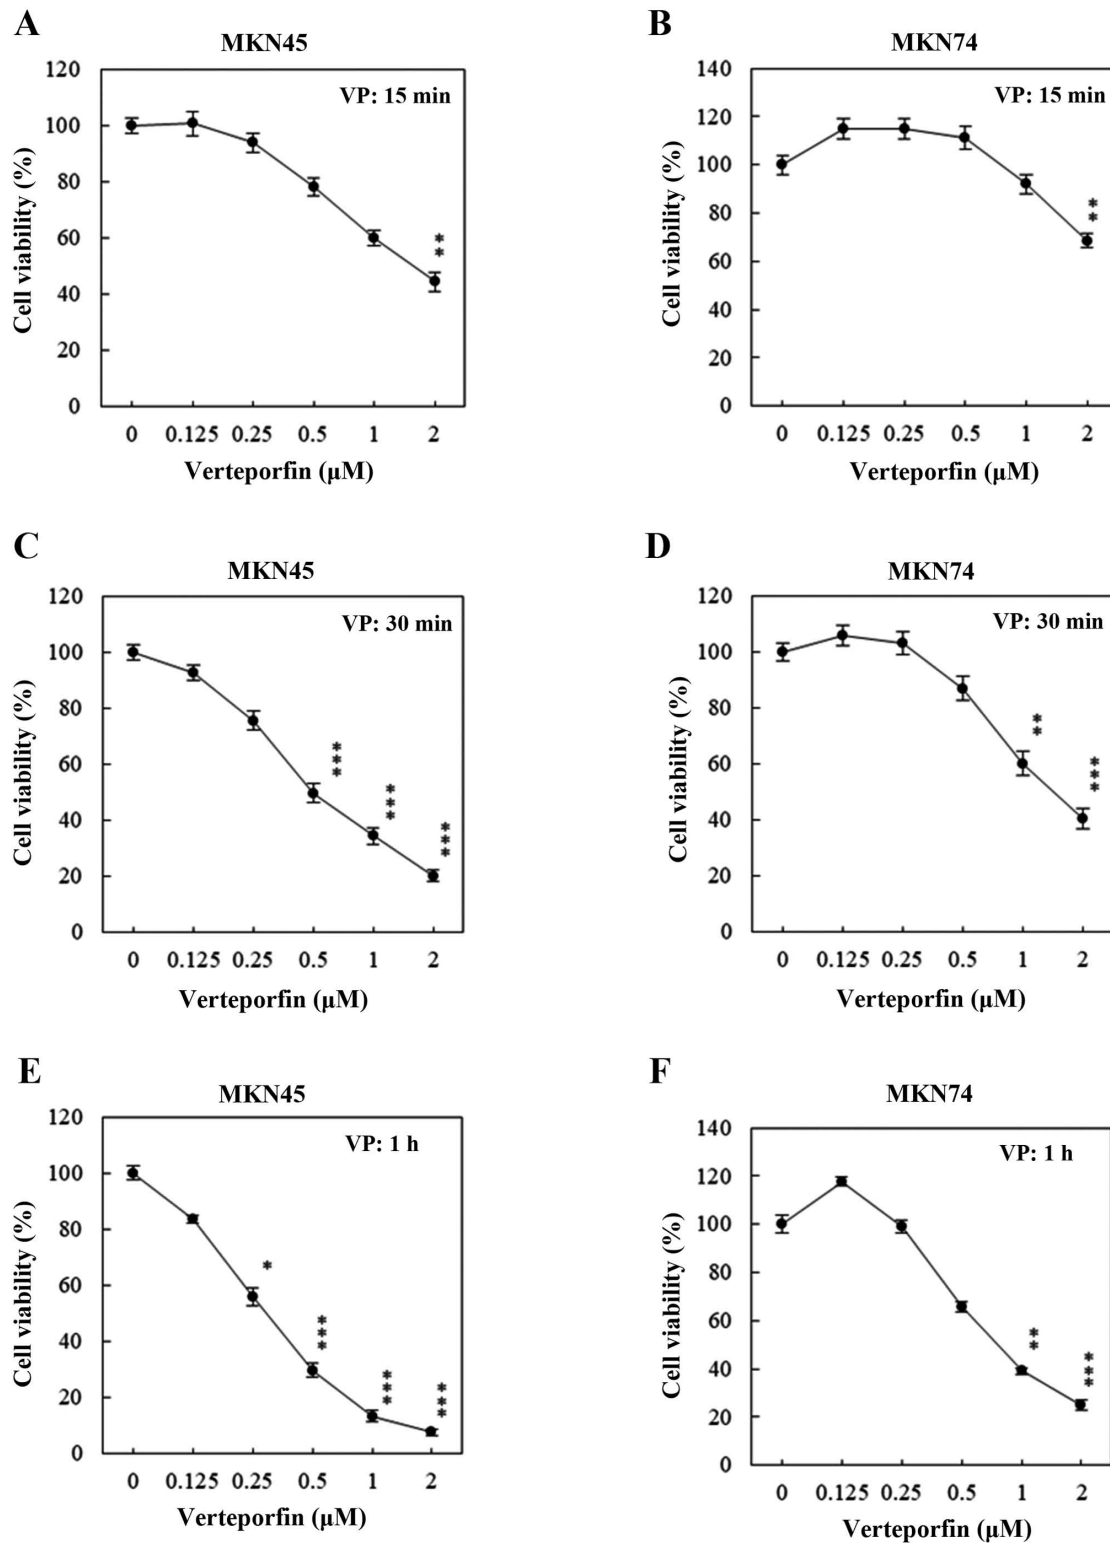 A
MKN45
VP: 15 min
Cell viability (%)
120
100
80
60
40
20
0
**
0 0.125 0.25 0.5 1 2
Verteporfin (μM)
B
MKN74
VP: 15 min
Cell viability (%)
140
120
100
80
60
40
20
0
**
0 0.125 0.25 0.5 1 2
Verteporfin (μM)
C
MKN45
VP: 30 min
Cell viability (%)
120
100
80
60
40
20
0
***
***
***
0 0.125 0.25 0.5 1 2
Verteporfin (μM)
D
MKN74
VP: 30 min
Cell viability (%)
120
100
80
60
40
20
0
**
***
0 0.125 0.25 0.5 1 2
Verteporfin (μM)
E
MKN45
VP: 1 h
Cell viability (%)
120
100
80
60
40
20
0
*
***
***
***
0 0.125 0.25 0.5 1 2
Verteporfin (μM)
F
MKN74
VP: 1 h
Cell viability (%)
140
120
100
80
60
40
20
0
**
***
0 0.125 0.25 0.5 1 2
Verteporfin (μM)